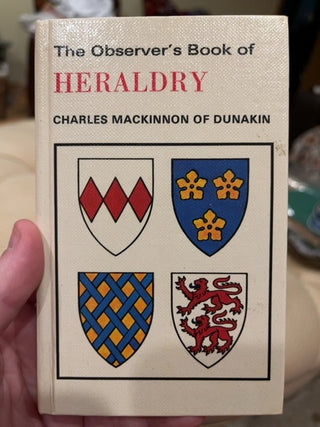 The Observer's Book of
HERALDRY
CHARLES MACKINNON OF DUNAKIN